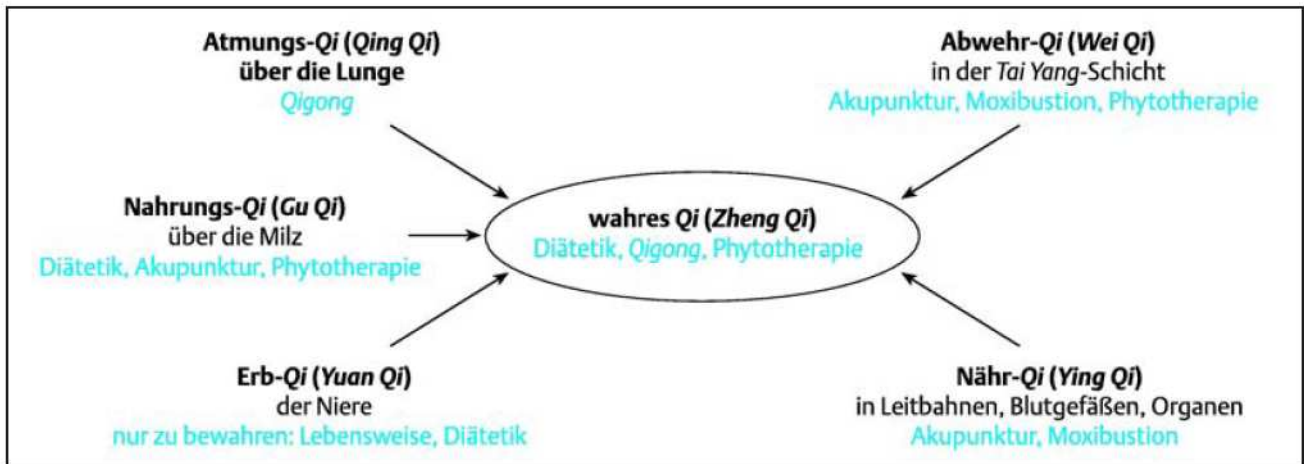 Atmungs-Qi (Qing Qi)
über die Lunge
Qigong
Abwehr-Qi (Wei Qi)
in der Tai Yang-Schicht
Akupunktur, Moxibustion, Phytotherapie
Nahrungs-Qi (Gu Qi)
über die Milz
Diätetik, Akupunktur, Phytotherapie
wahres Qi (Zheng Qi)
Diätetik, Qigong, Phytotherapie
Erb-Qi (Yuan Qi)
der Niere
nur zu bewahren: Lebensweise, Diätetik
Nähr-Qi (Ying Qi)
in Leitbahnen, Blutgefäßen, Organen
Akupunktur, Moxibustion